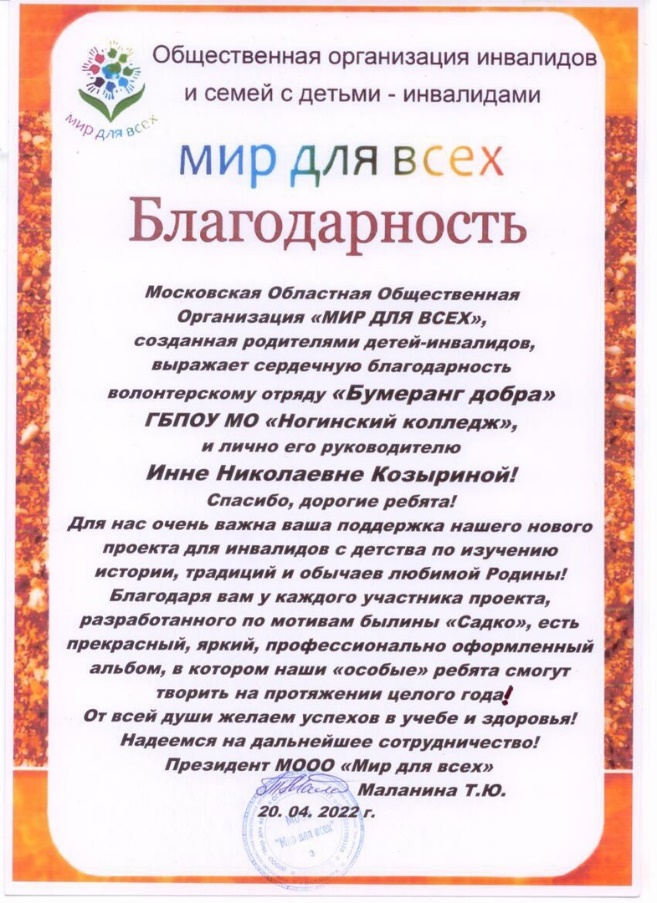 Общественная организация инвалидов
и семей с детьми - инвалидами
мир для всех
мир для всех
Благодарность
Московская Областная Общественная
Организация «МИР ДЛЯ ВСЕХ»,
созданная родителями детей-инвалидов,
выражает сердечную благодарность
волонтерскому отряду «Бумеранг добра»
ГБПОУ МО «Ногинский колледж»,
и лично его руководителю
Инне Николаевне Козыриной!
Спасибо, дорогие ребята!
Для нас очень важна ваша поддержка нашего нового
проекта для инвалидов с детства по изучению
истории, традиций и обычаев любимой Родины!
Благодаря вам у каждого участника проекта,
разработанного по мотивам былины «Садко», есть
прекрасный, яркий, профессионально оформленный
альбом, в котором наши «особые» ребята смогут
творить на протяжении целого года!
От всей души желаем успехов в учебе и здоровья!
Надеемся на дальнейшее сотрудничество!
Президент МООО «Мир для всех»
Маланина Т.Ю.
20. 04. 2022 г.
"Мир для всех"